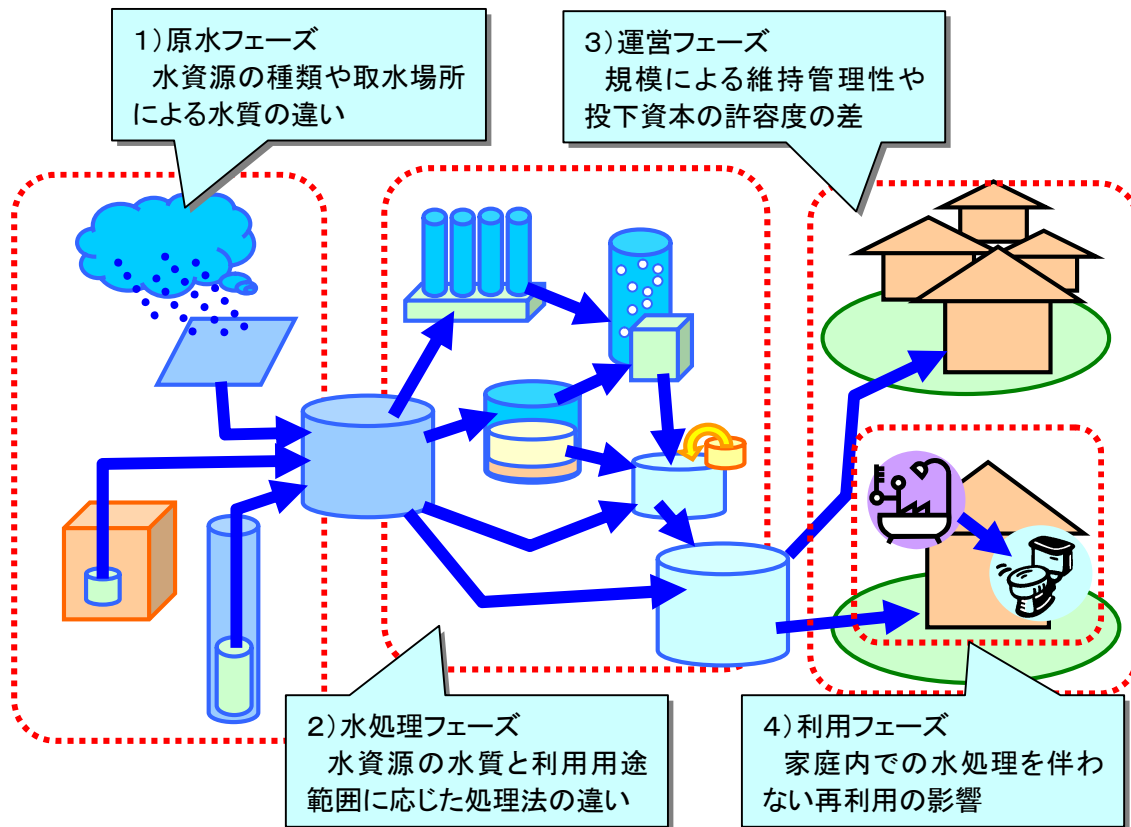 1)原水フェーズ
水資源の種類や取水場所
による水質の違い
3)運営フェーズ
規模による維持管理性や
投下資本の許容度の差
2)水処理フェーズ
水資源の水質と利用用途
範囲に応じた処理法の違い
4)利用フェーズ
家庭内での水処理を伴わ
ない再利用の影響